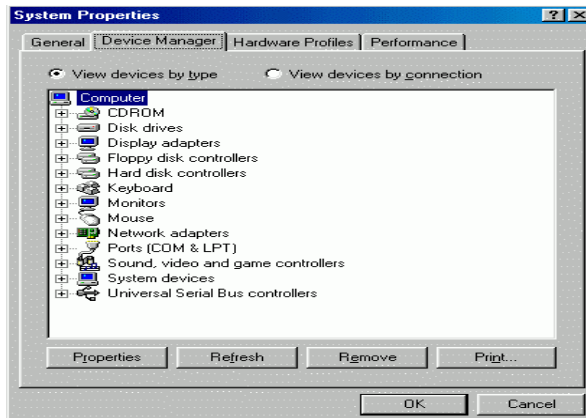 System Properties
General Device Manager Hardware Profiles Performance
View devices by type View devices by connection
Computer
CDROM
Disk drives
Display adapters
Floppy disk controllers
Hard disk controllers
Keyboard
Monitors
Mouse
Network adapters
Ports (COM & LPT)
Sound, video and game controllers
System devices
Universal Serial Bus controllers
Properties Refresh Remove Print...
OK Cancel